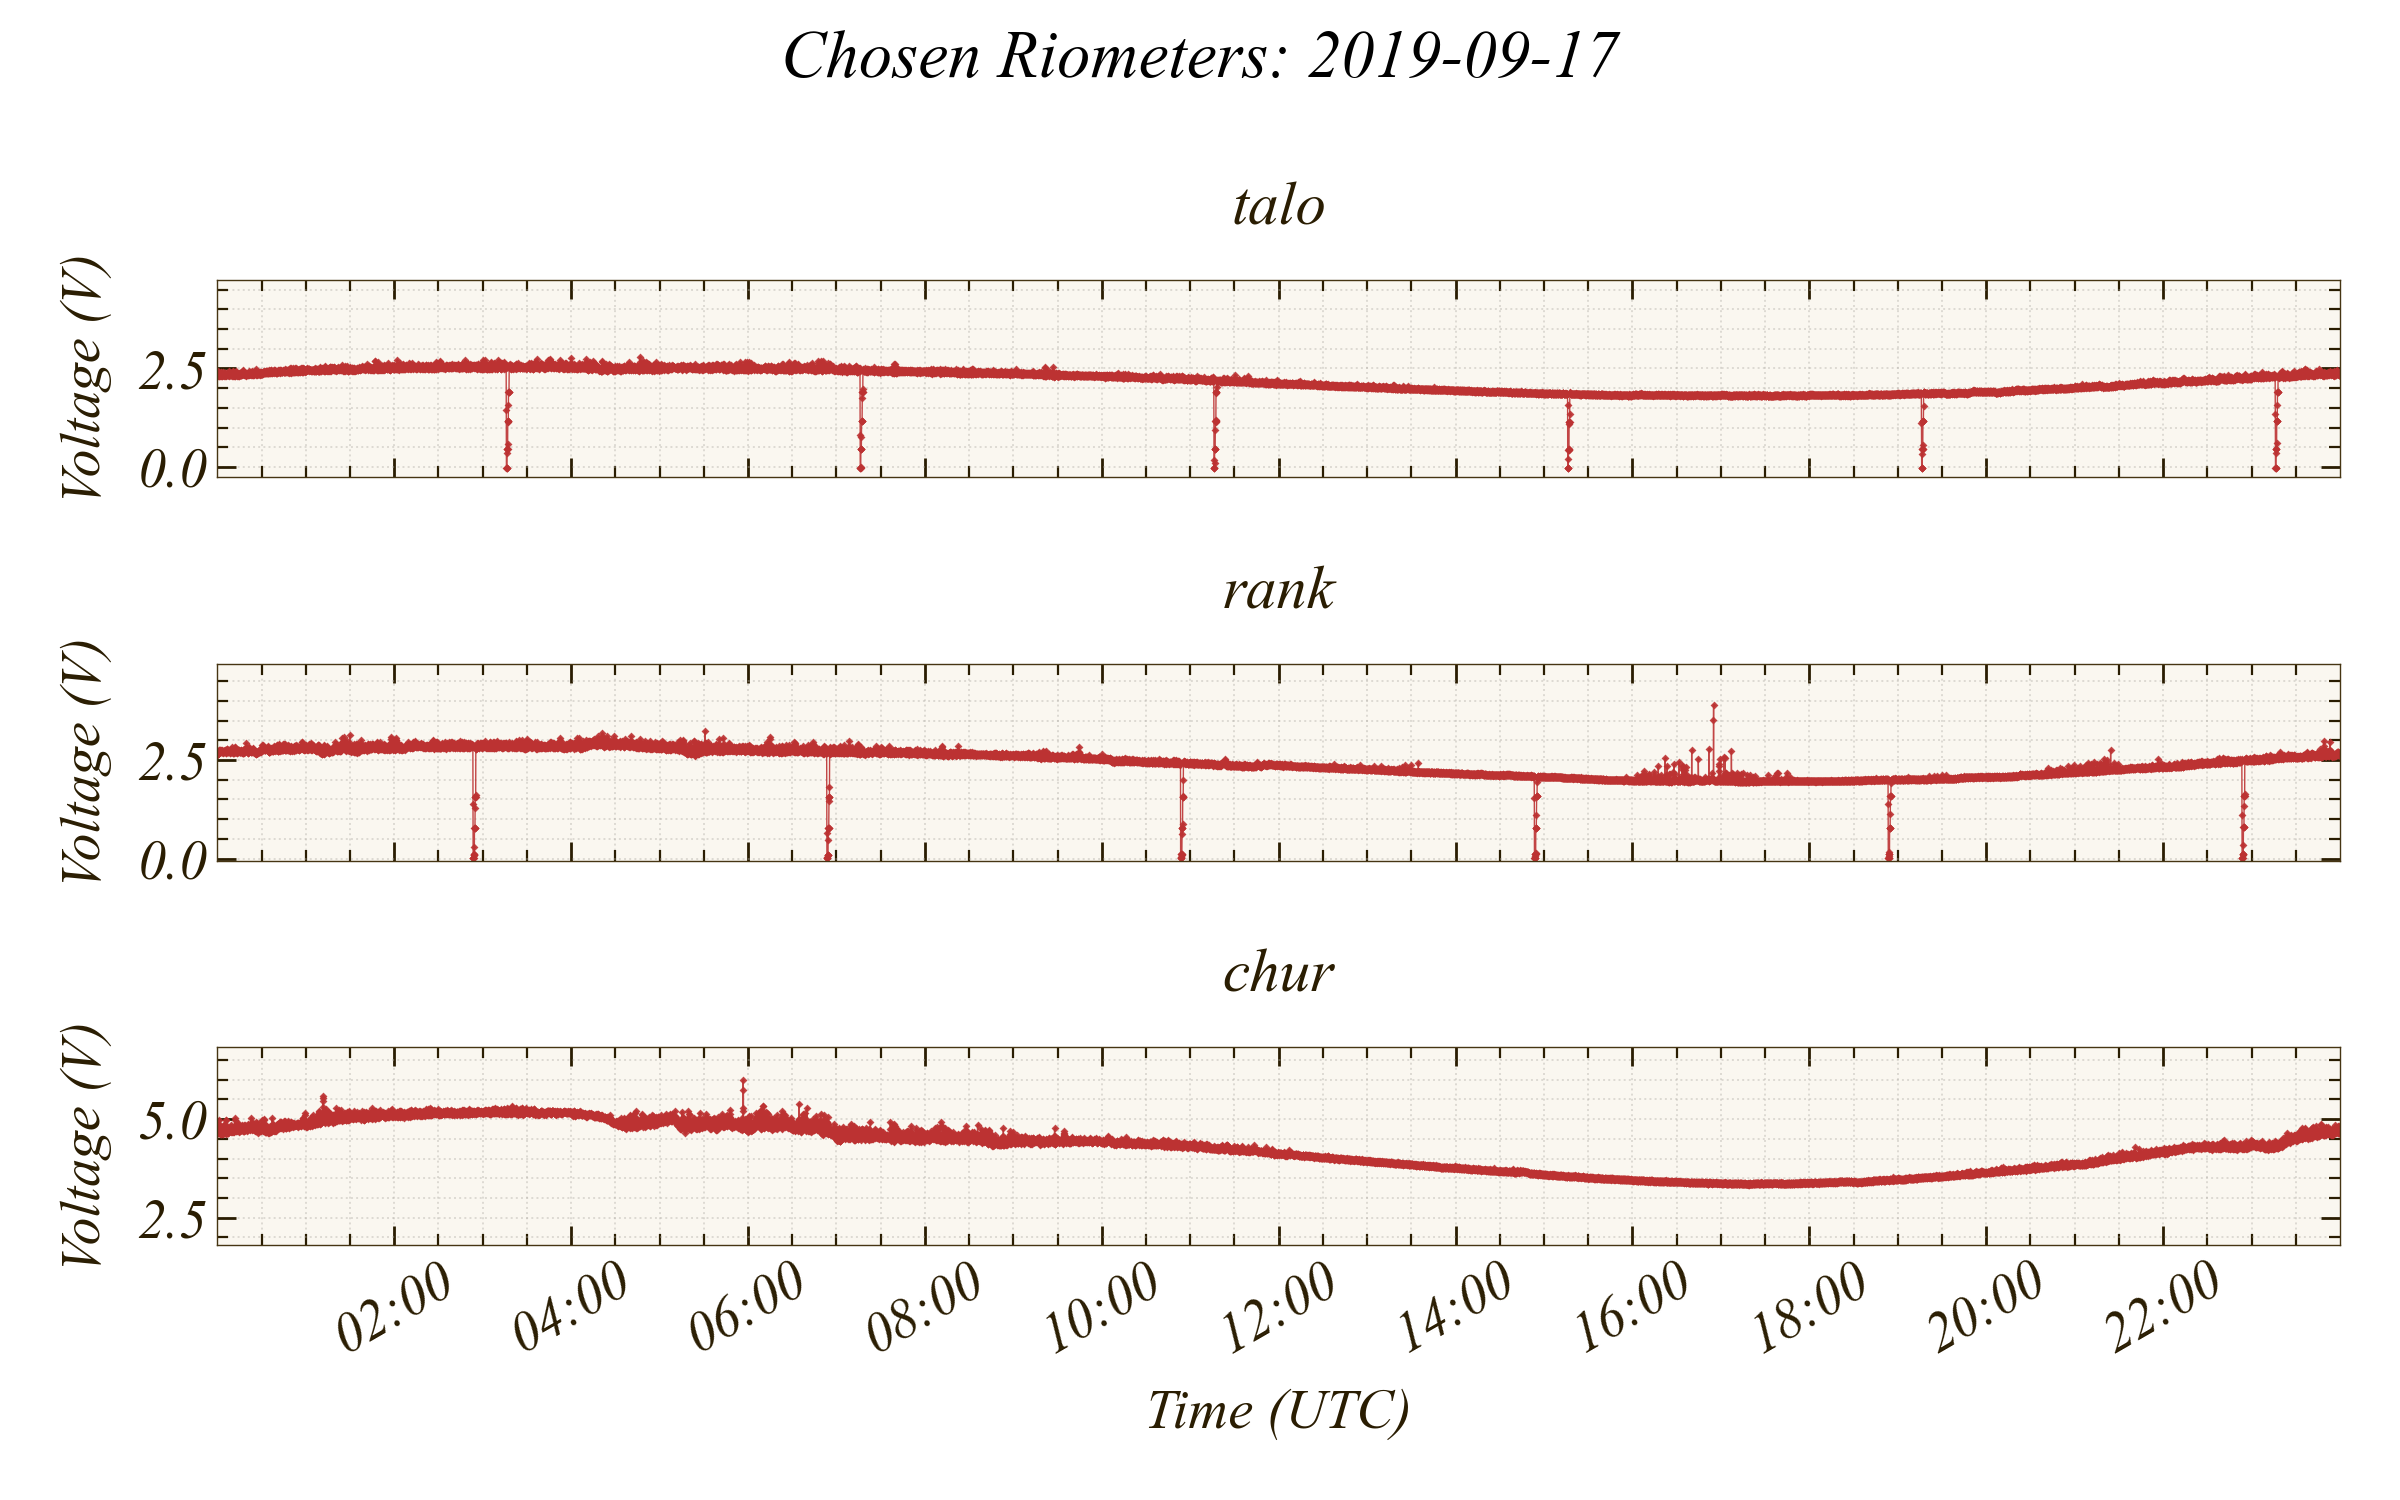 Chosen Riometers: 2019-09-17
talo
Voltage (V)
2.5
0.0
rank
Voltage (V)
2.5
0.0
chur
Voltage (V)
5.0
2.5
02:00 04:00 06:00 08:00 10:00 12:00 14:00 16:00 18:00 20:00 22:00
Time (UTC)